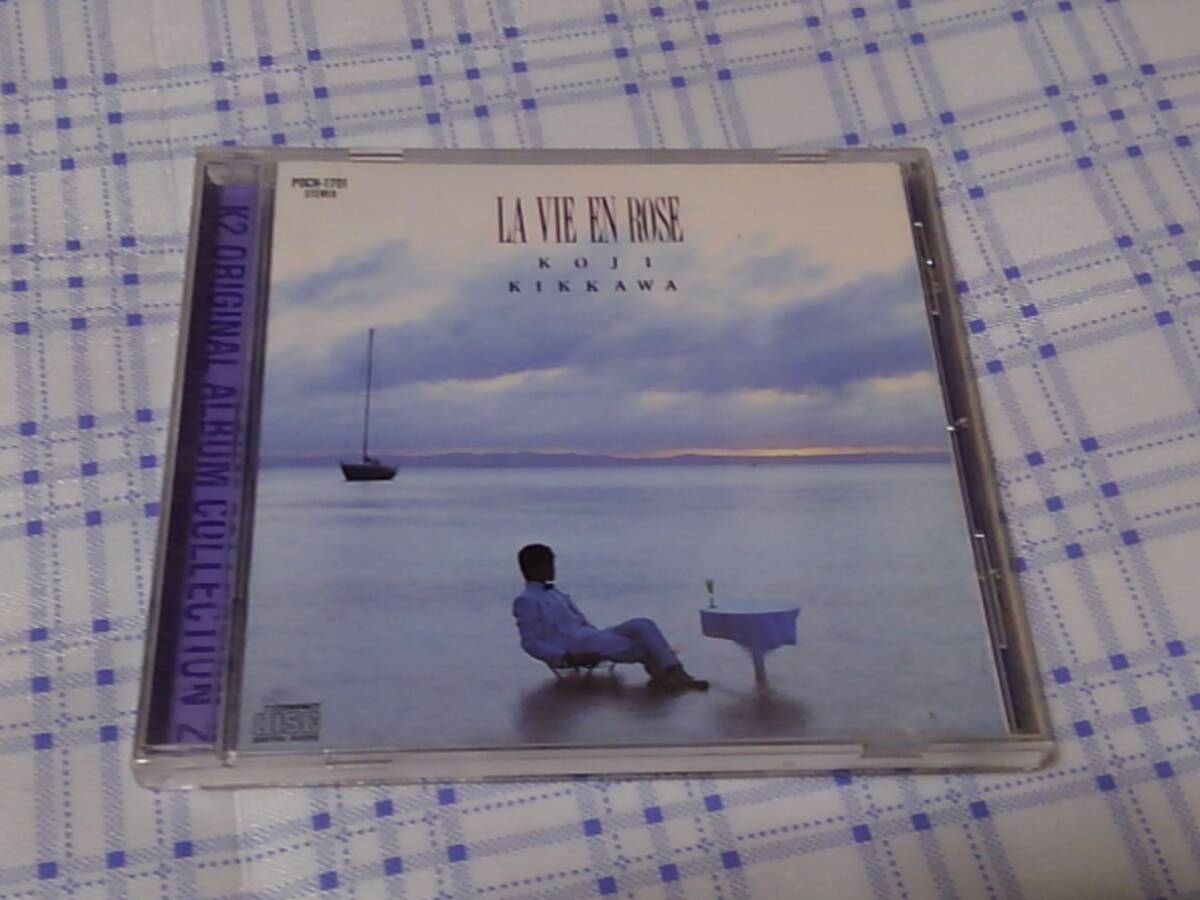 POCH-1701
STEREO
LA VIE EN ROSE
KOJI
KIKKAWA
K2 ORIGINAL ALBUM COLLECTION 2
DISC